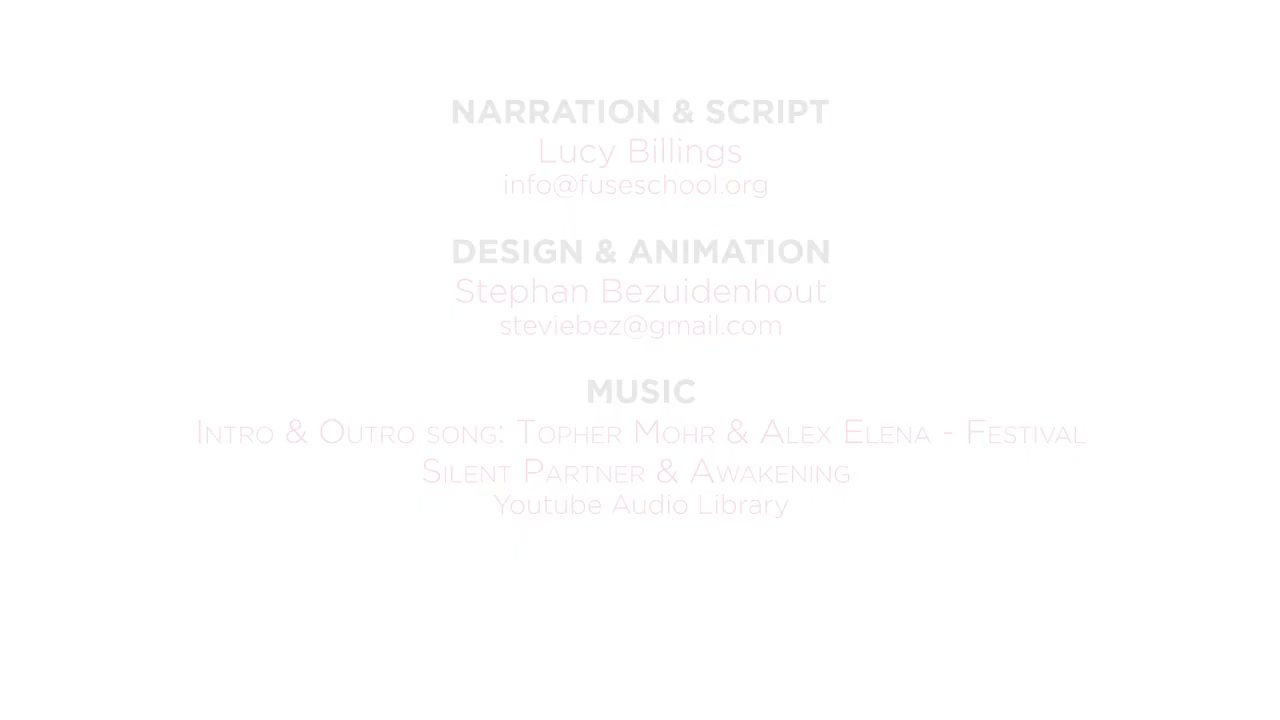 NARRATION & SCRIPT
Lucy Billings
info@fuseschool.org
DESIGN & ANIMATION
Stephan Bezuidenhout
steviebez@gmail.com
MUSIC
Intro & Outro song: Topher Mohr & Alex Elena - Festival
Silent Partner & Awakening
Youtube Audio Library